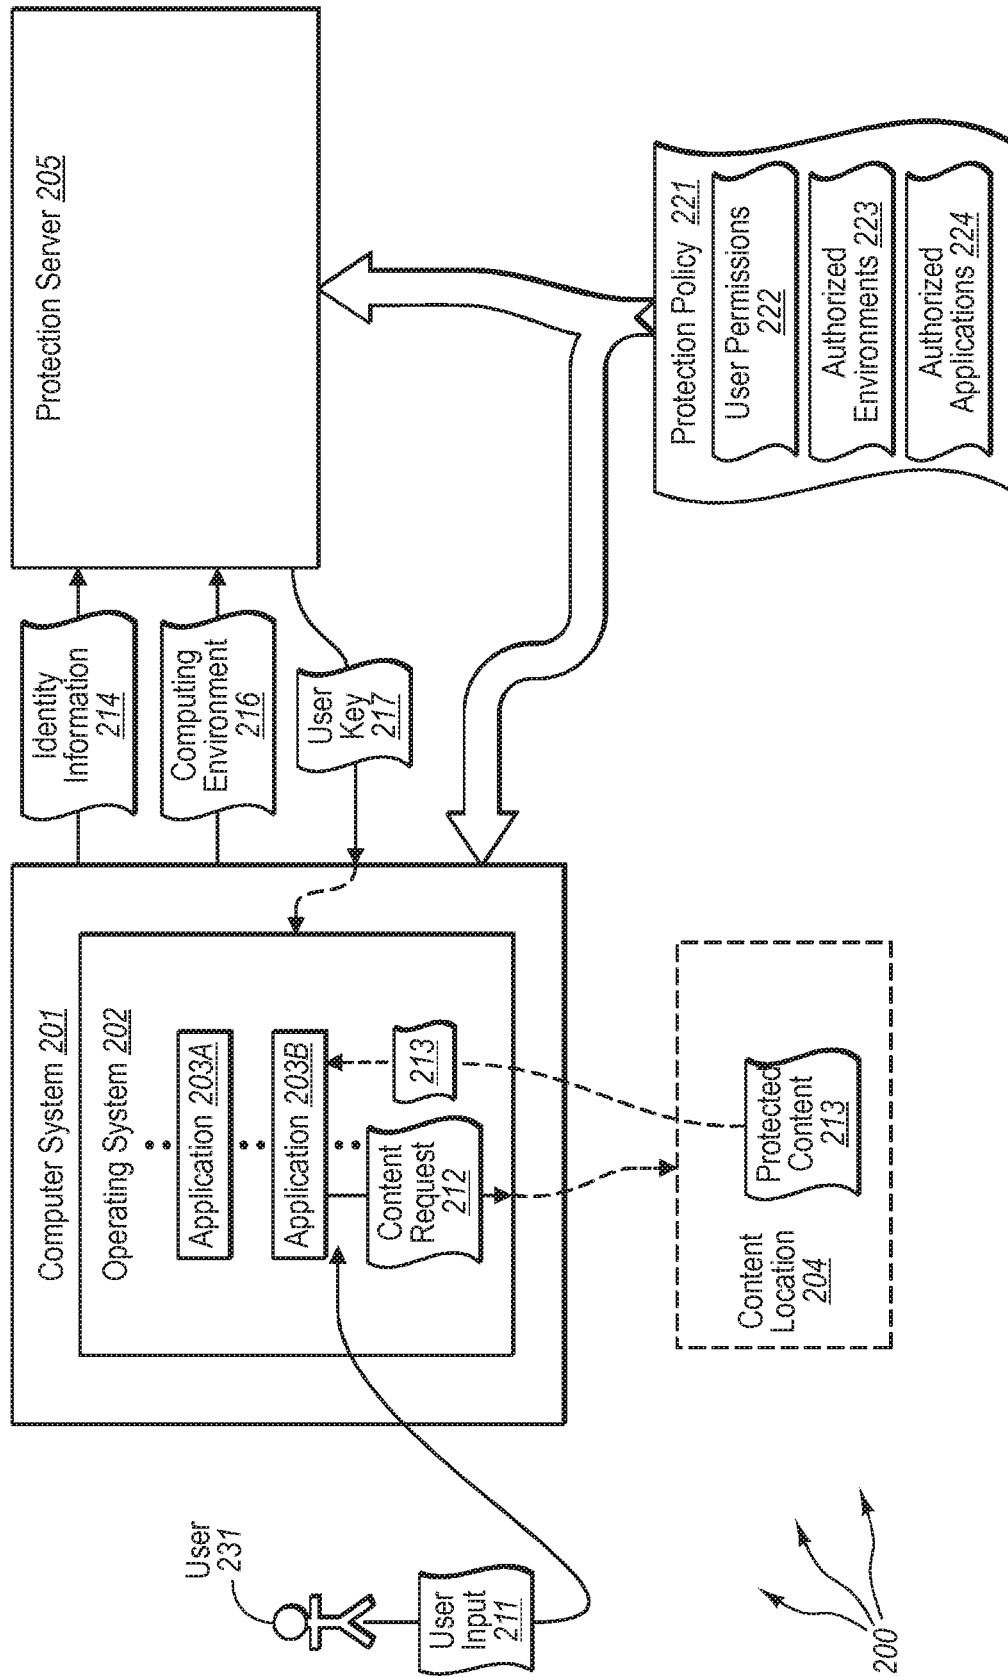 User
231
User
Input
211
200
Computer System 201
Operating System 202
Application 203A
Application 203B
Content
Request
212
213
Content
Location
204
Protected
Content
213
Identity
Information
214
Computing
Environment
216
User
Key
217
Protection Server 205
Protection Policy 221
User Permissions
222
Authorized
Environments 223
Authorized
Applications 224